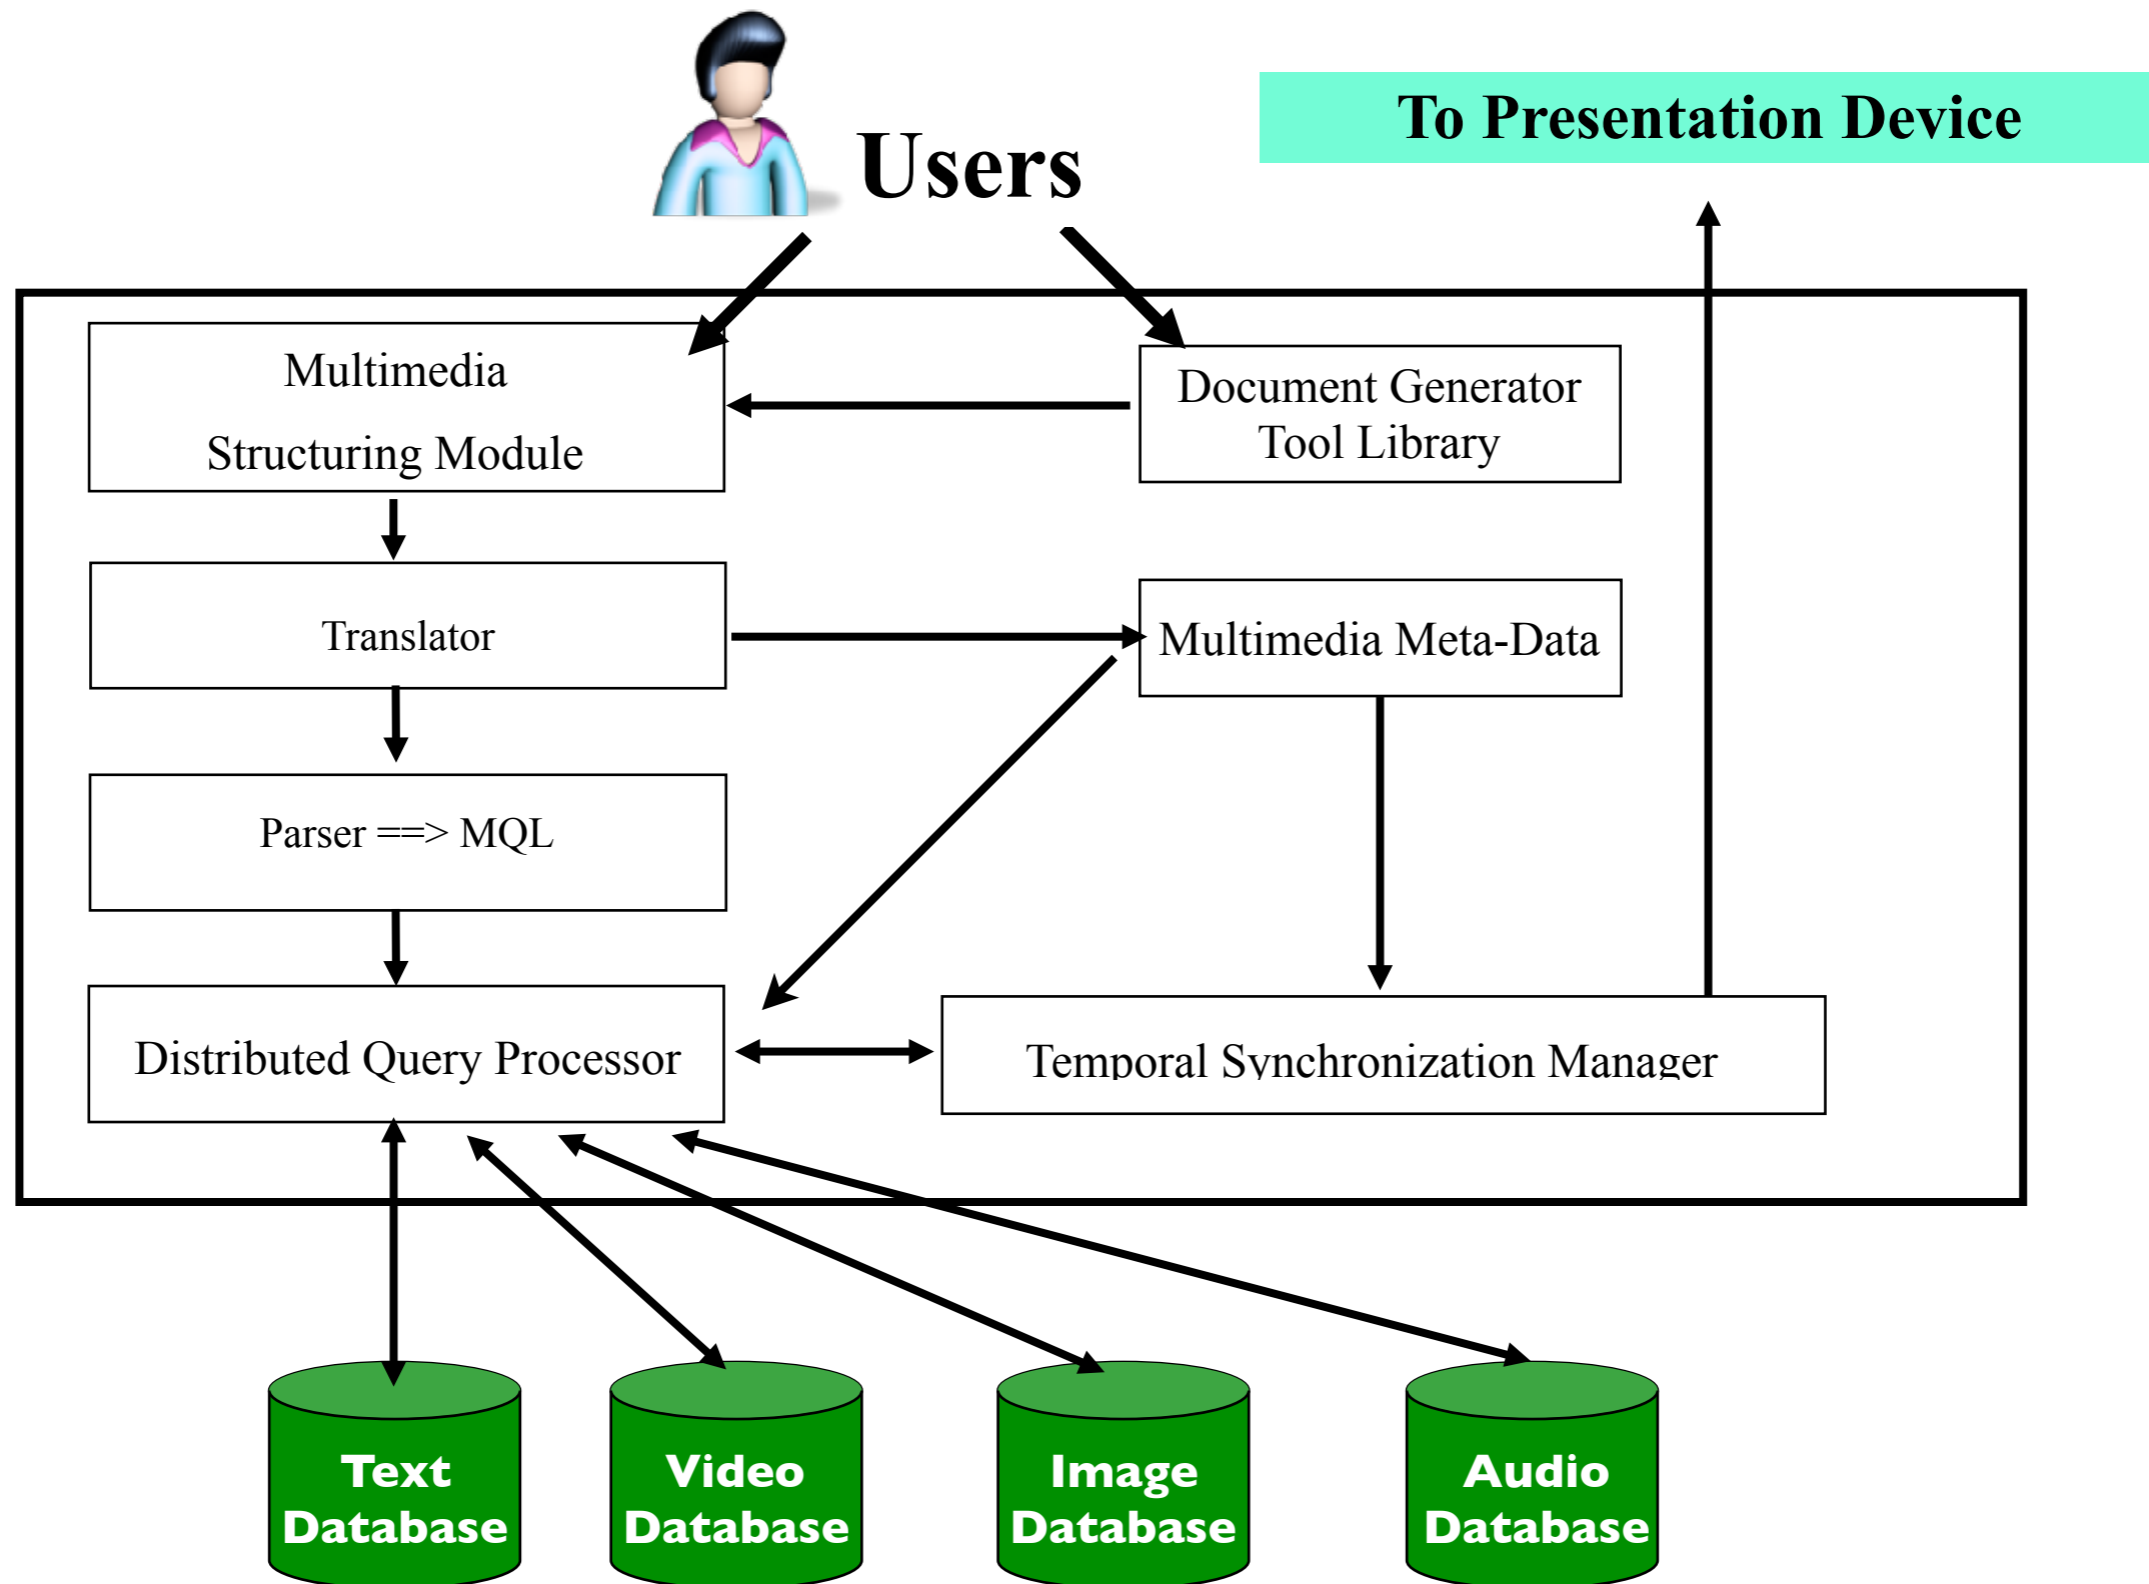 Users
To Presentation Device
Multimedia
Structuring Module
Document Generator
Tool Library
Translator
Multimedia Meta-Data
Parser ==> MQL
Distributed Query Processor
Temporal Synchronization Manager
Text
Database
Video
Database
Image
Database
Audio
Database